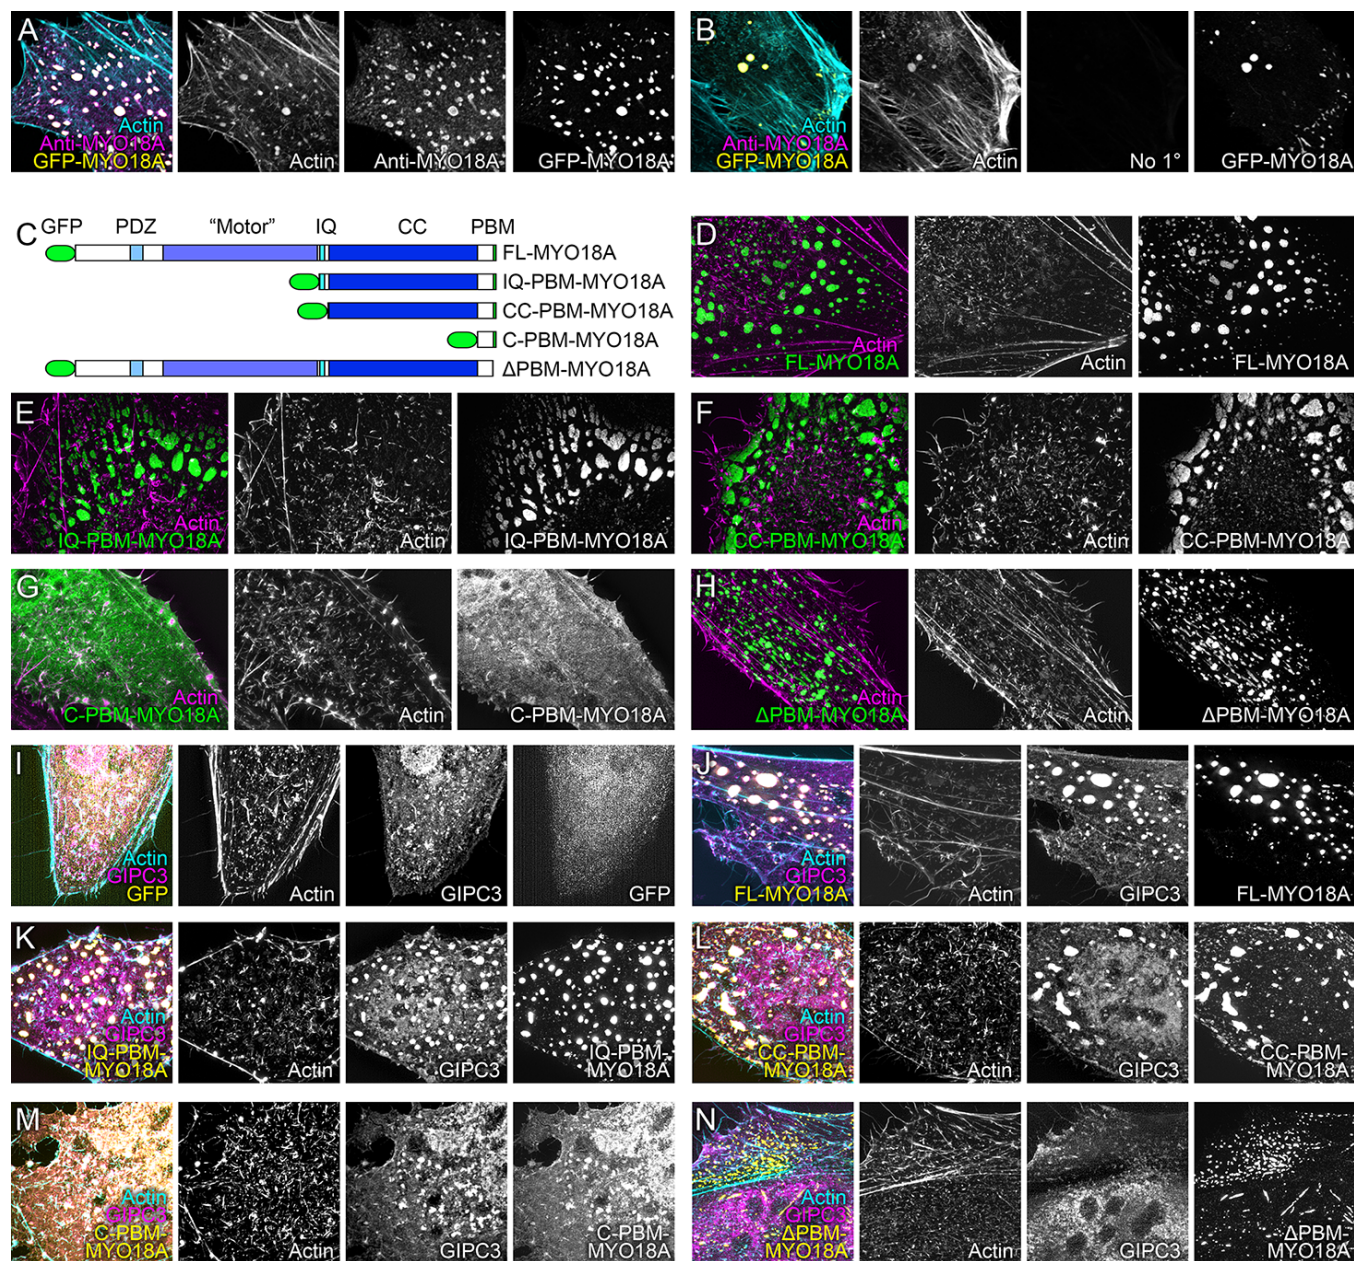 A
Actin
Anti-MYO18A
GFP-MYO18A
Actin
Anti-MYO18A
GFP-MYO18A
B
Actin
Anti-MYO18A
GFP-MYO18A
Actin
No 1°
GFP-MYO18A
C
GFP PDZ "Motor" IQ CC PBM
FL-MYO18A
IQ-PBM-MYO18A
CC-PBM-MYO18A
C-PBM-MYO18A
ΔPBM-MYO18A
D
Actin
FL-MYO18A
Actin
FL-MYO18A
E
Actin
IQ-PBM-MYO18A
Actin
IQ-PBM-MYO18A
F
Actin
CC-PBM-MYO18A
Actin
CC-PBM-MYO18A
G
Actin
C-PBM-MYO18A
Actin
C-PBM-MYO18A
H
Actin
ΔPBM-MYO18A
Actin
ΔPBM-MYO18A
I
Actin
GIPC3
GFP
Actin
GIPC3
GFP
J
Actin
GIPC3
FL-MYO18A
Actin
GIPC3
FL-MYO18A
K
Actin
GIPC3
IQ-PBM-
MYO18A
Actin
GIPC3
IQ-PBM-
MYO18A
L
Actin
GIPC3
CC-PBM-
MYO18A
Actin
GIPC3
CC-PBM-
MYO18A
M
Actin
GIPC3
C-PBM-
MYO18A
Actin
GIPC3
C-PBM-
MYO18A
N
Actin
GIPC3
ΔPBM-
MYO18A
Actin
GIPC3
ΔPBM-
MYO18A